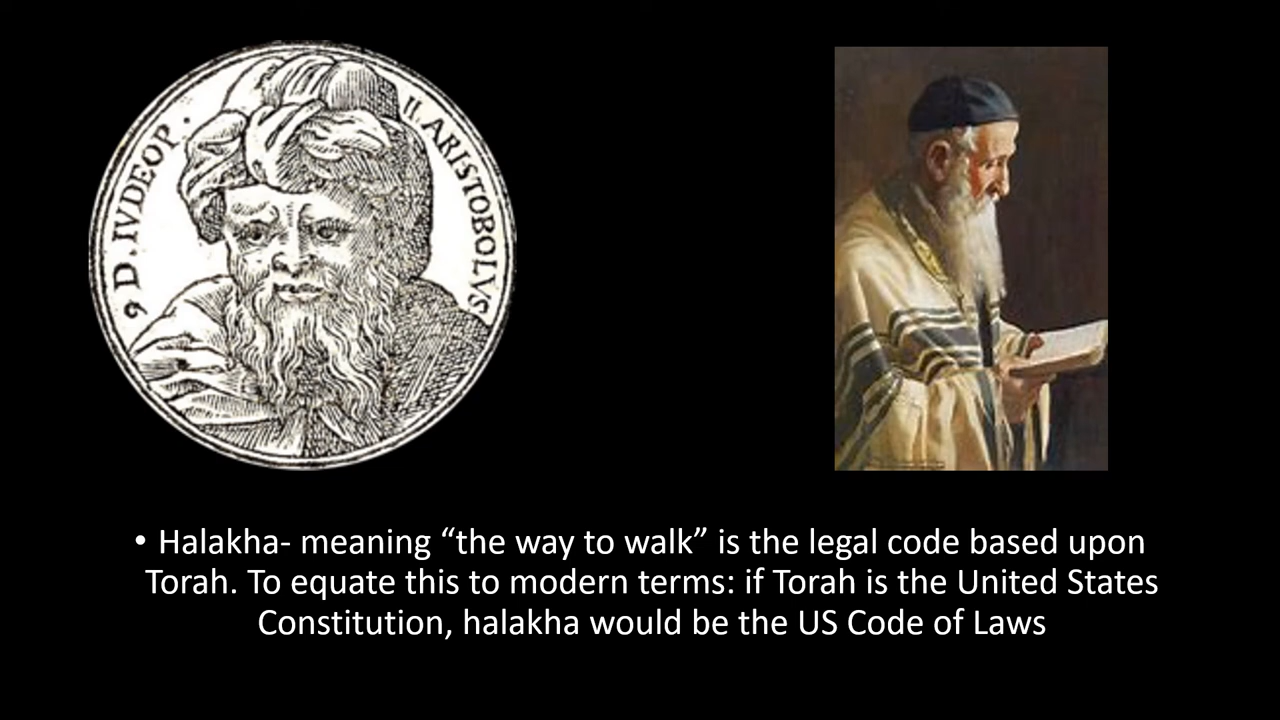 9 D. IVDEOP. II ARISTOBOLVS
• Halakha- meaning “the way to walk” is the legal code based upon
Torah. To equate this to modern terms: if Torah is the United States
Constitution, halakha would be the US Code of Laws